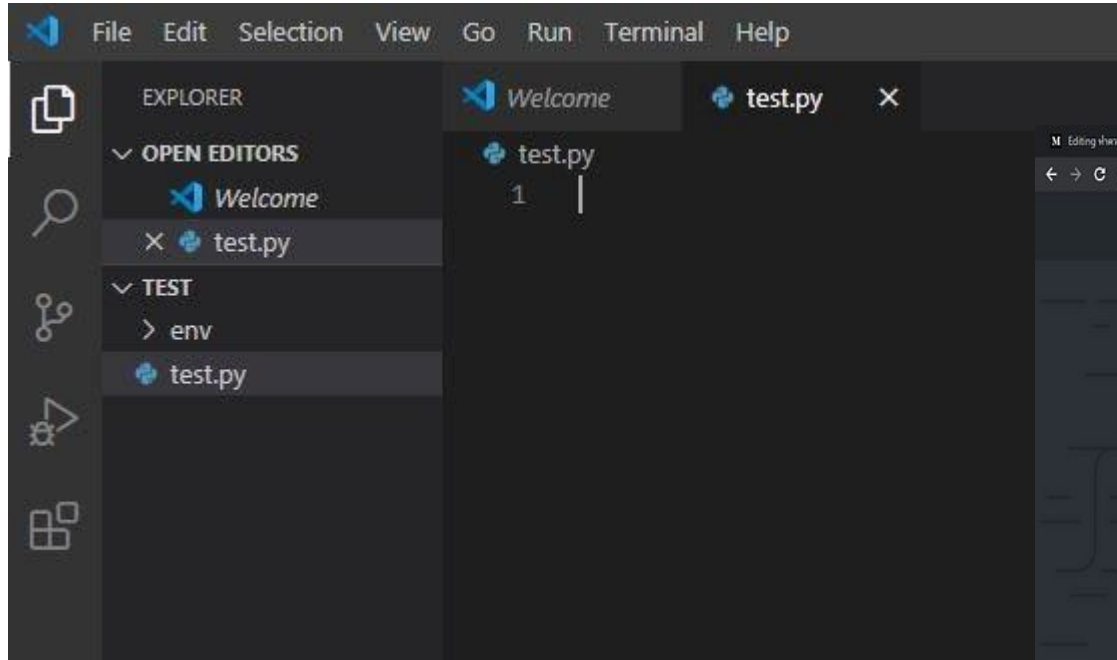 File Edit Selection View Go Run Terminal Help
EXPLORER
OPEN EDITORS
Welcome
test.py
TEST
env
test.py
Welcome
test.py
test.py
1
M Editing